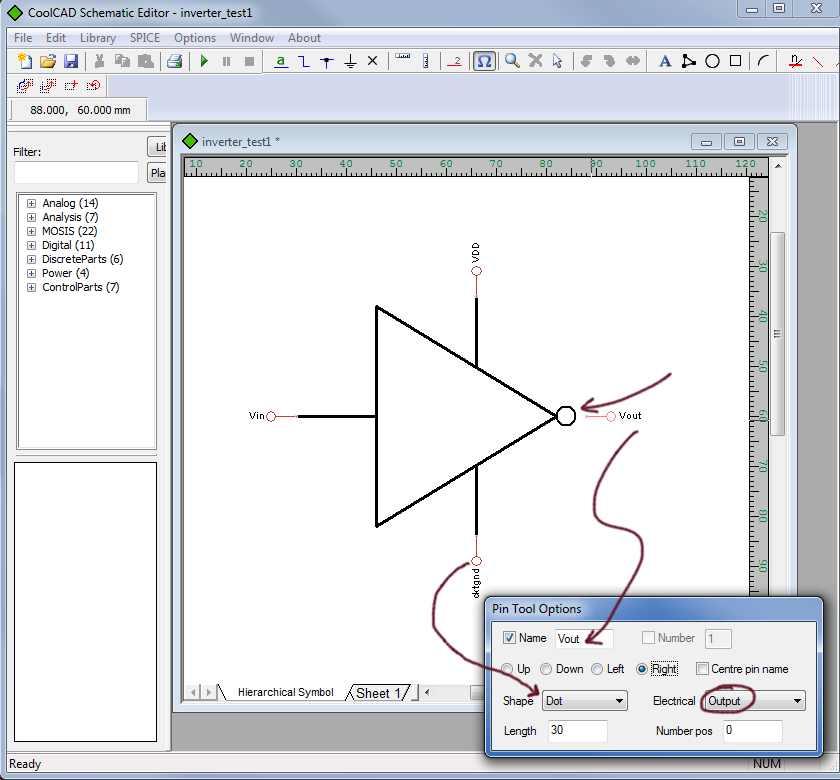 CoolCAD Schematic Editor - inverter_test1
File Edit Library SPICE Options Window About
a A n
_2 Ω
88.000, 60.000 mm
Filter:
Lib
Pla
Analog (14)
Analysis (7)
MOSIS (22)
Digital (11)
DiscreteParts (6)
Power (4)
ControlParts (7)
inverter_test1 *
10 20 30 40 50 60 70 80 90 100 110 120
20
30
40
50
60
70
80
90
VDD
Vin
Vout
cktgnd
Hierarchical Symbol Sheet 1
Pin Tool Options
Name Vout Number 1
Up Down Left Right Centre pin name
Shape Dot Electrical Output
Length 30 Number pos 0
Ready NUM